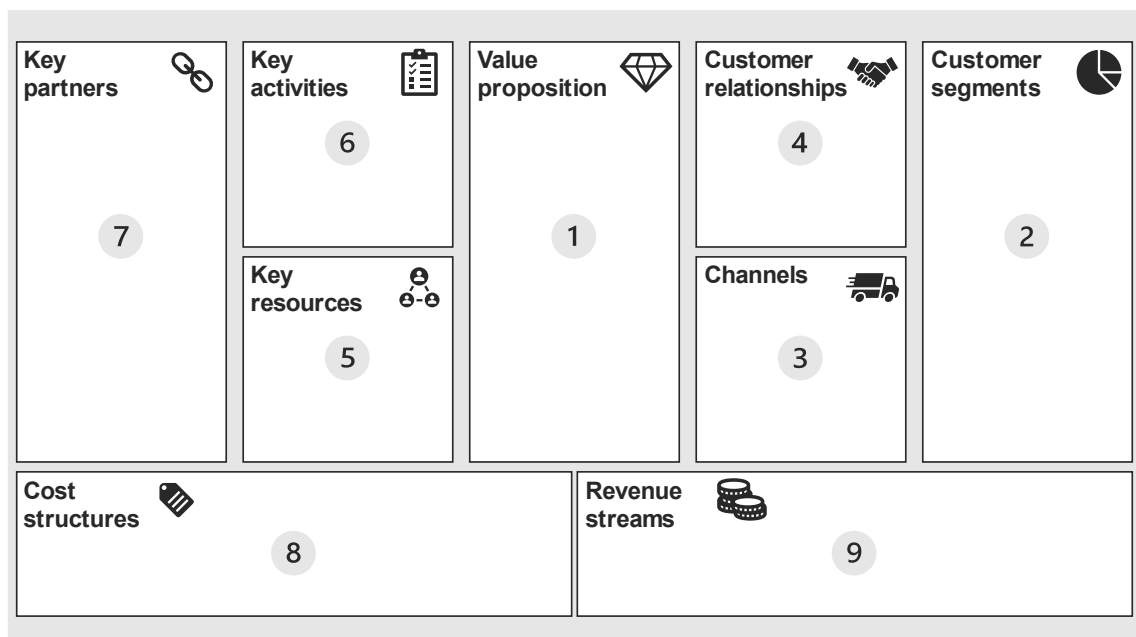 Key
partners
7
Key
activities
6
Key
resources
5
Value
proposition
1
Customer
relationships
4
Channels
3
Customer
segments
2
Cost
structures
8
Revenue
streams
9